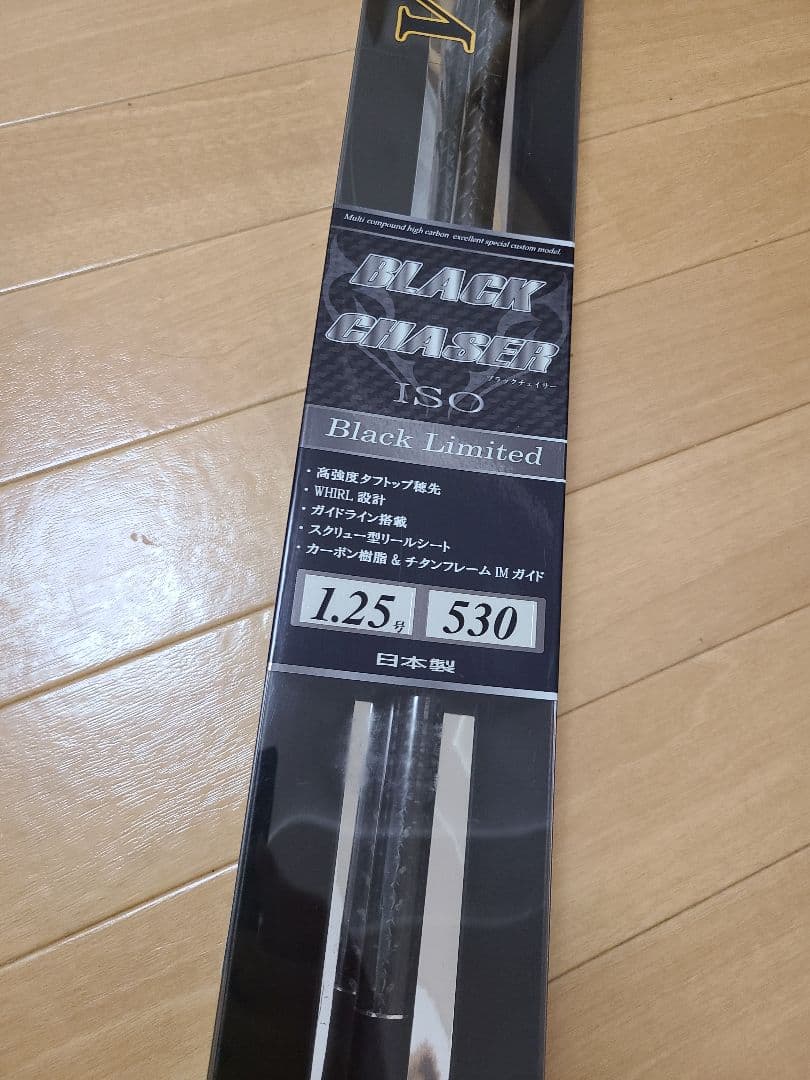 Multi compound high carbon excellent special custom model.
BLACK
CHASER
ブラックチェイサー
ISO
Black Limited
・高強度タフトップ穂先
・WHIRL 設計
・ガイドライン搭載
・スクリュー型リールシート
・カーボン樹脂 & チタンフレーム IM ガイド
1.25号 530
日本製